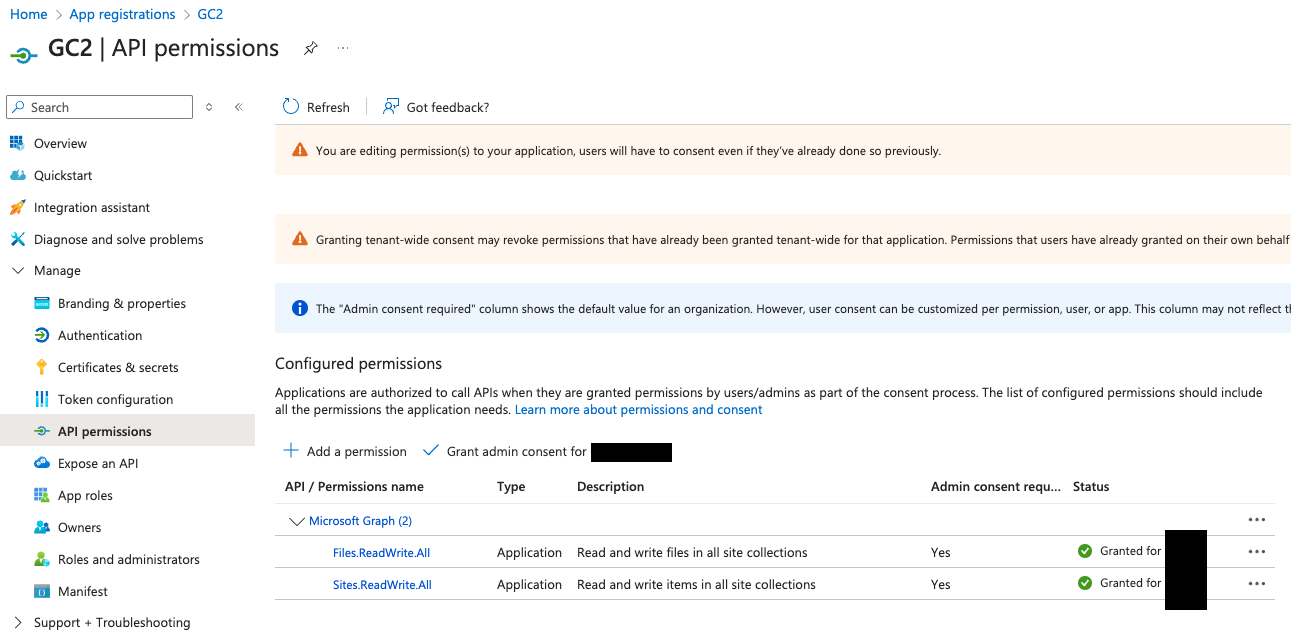 Home > App registrations > GC2
GC2 | API permissions ...
Search
Refresh
Got feedback?
Overview
Quickstart
Integration assistant
Diagnose and solve problems
Manage
Branding & properties
Authentication
Certificates & secrets
Token configuration
API permissions
Expose an API
App roles
Owners
Roles and administrators
Manifest
Support + Troubleshooting
You are editing permission(s) to your application, users will have to consent even if they've already done so previously.
Granting tenant-wide consent may revoke permissions that have already been granted tenant-wide for that application. Permissions that users have already granted on their own behalf
The "Admin consent required" column shows the default value for an organization. However, user consent can be customized per permission, user, or app. This column may not reflect
Configured permissions
Applications are authorized to call APIs when they are granted permissions by users/admins as part of the consent process. The list of configured permissions should include
all the permissions the application needs. Learn more about permissions and consent
Add a permission
Grant admin consent for
API / Permissions name Type Description Admin consent requ... Status
Microsoft Graph (2) ...
Files.ReadWrite.All Application Read and write files in all site collections Yes Granted for ...
Sites.ReadWrite.All Application Read and write items in all site collections Yes Granted for ...